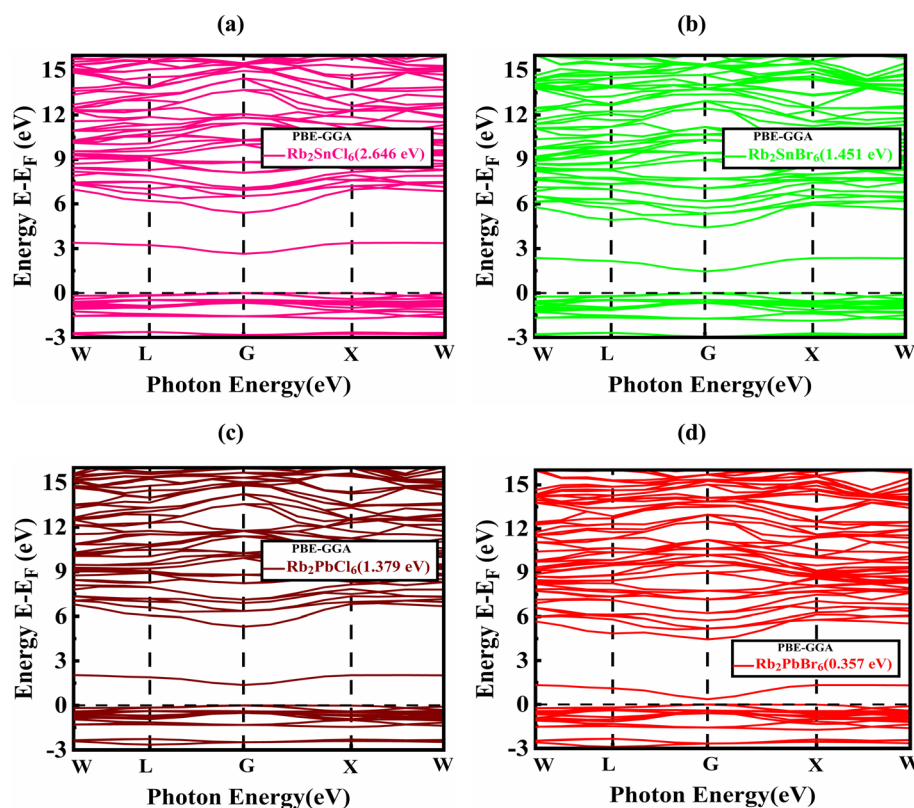 (a)
Energy E-E_F (eV)
15
12
9
6
3
0
-3
PBE-GGA
Rb₂SnCl₆(2.646 eV)
W L G X W
Photon Energy(eV)
(b)
Energy E-E_F (eV)
15
12
9
6
3
0
-3
PBE-GGA
Rb₂SnBr₆(1.451 eV)
W L G X W
Photon Energy(eV)
(c)
Energy E-E_F (eV)
15
12
9
6
3
0
-3
PBE-GGA
Rb₂PbCl₆(1.379 eV)
W L G X W
Photon Energy(eV)
(d)
Energy E-E_F (eV)
15
12
9
6
3
0
-3
PBE-GGA
Rb₂PbBr₆(0.357 eV)
W L G X W
Photon Energy(eV)